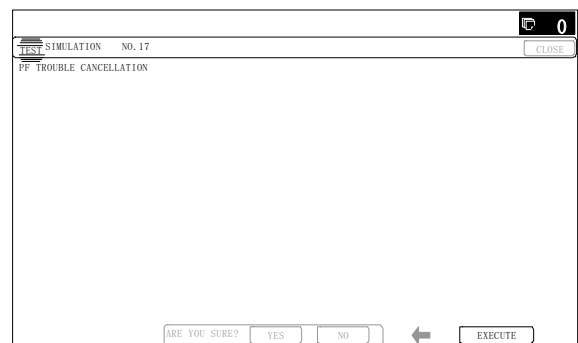 0
TEST SIMULATION NO.17 CLOSE
PF TROUBLE CANCELLATION
ARE YOU SURE? YES NO EXECUTE